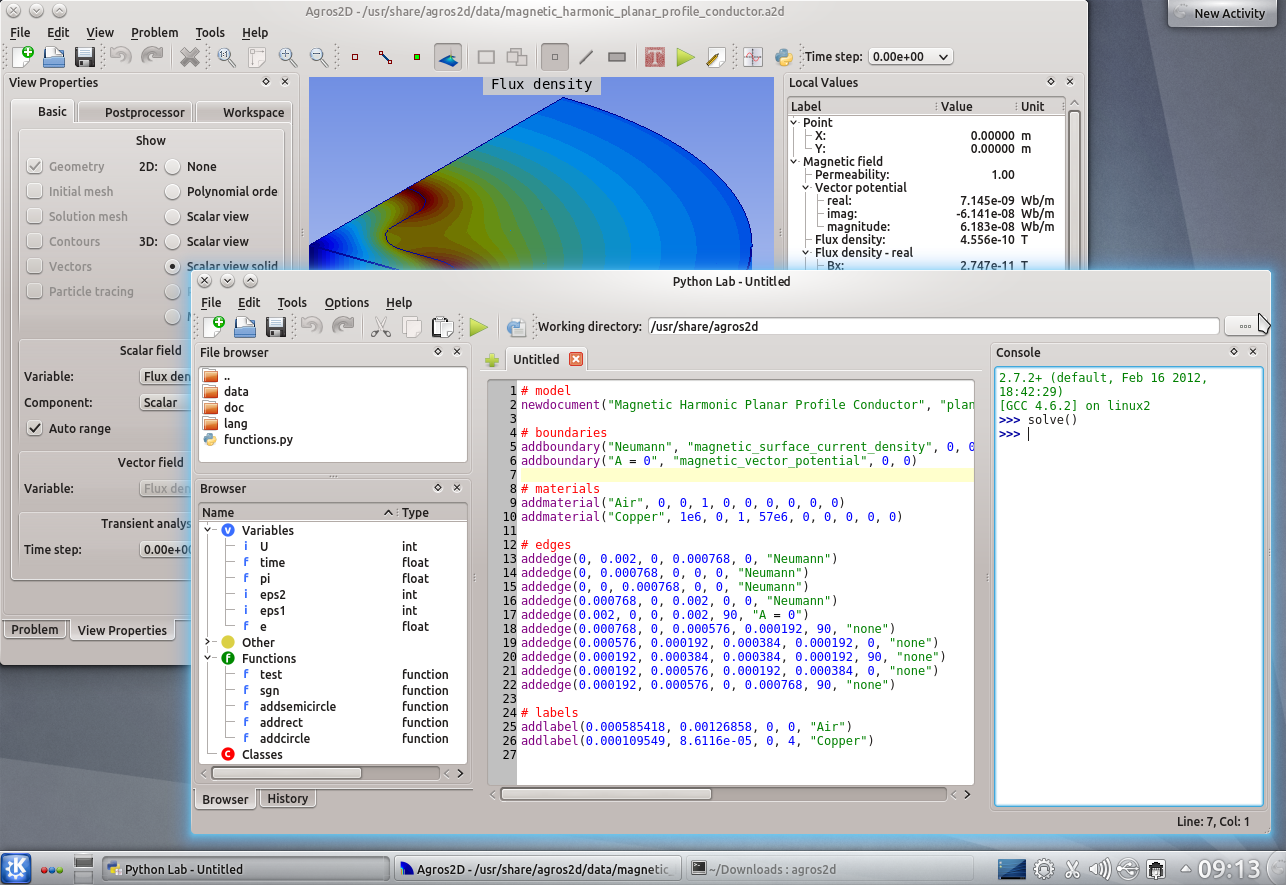 Agros2D - /usr/share/agros2d/data/magnetic_harmonic_planar_profile_conductor.a2d
New Activity
File Edit View Problem Tools Help
Time step: 0.00e+00
View Properties
Basic Postprocessor Workspace
Show
Geometry 2D: None
Initial mesh Polynomial orde
Solution mesh Scalar view
Contours 3D: Scalar view
Vectors Scalar view solid
Particle tracing
Scalar field
Variable: Flux den
Component: Scalar
Auto range
Vector field
Variable: Flux den
Transient analys
Time step: 0.00e+00
Problem View Properties
Flux density
Local Values
Label Value Unit
Point
X: 0.00000 m
Y: 0.00000 m
Magnetic field
Permeability: 1.00
Vector potential
real: 7.145e-09 Wb/m
imag: -6.141e-08 Wb/m
magnitude: 6.183e-08 Wb/m
Flux density: 4.556e-10 T
Flux density - real
Bx: 2.747e-11 T
Python Lab - Untitled
File Edit Tools Options Help
Working directory: /usr/share/agros2d ...
File browser
..
data
doc
lang
functions.py
Browser
Name Type
Variables
U int
time float
pi float
eps2 int
eps1 int
e float
Other
Functions
test function
sgn function
addsemicircle function
addrect function
addcircle function
Classes
Browser History
Untitled
1 # model
2 newdocument("Magnetic Harmonic Planar Profile Conductor", "plan
3
4 # boundaries
5 addboundary("Neumann", "magnetic_surface_current_density", 0, 0
6 addboundary("A = 0", "magnetic_vector_potential", 0, 0)
7
8 # materials
9 addmaterial("Air", 0, 0, 1, 0, 0, 0, 0, 0, 0)
10 addmaterial("Copper", 1e6, 0, 1, 57e6, 0, 0, 0, 0, 0)
11
12 # edges
13 addedge(0, 0.002, 0, 0.000768, 0, "Neumann")
14 addedge(0, 0.000768, 0, 0, 0, "Neumann")
15 addedge(0, 0, 0.000768, 0, 0, "Neumann")
16 addedge(0.000768, 0, 0.002, 0, 0, "Neumann")
17 addedge(0.002, 0, 0, 0.002, 90, "A = 0")
18 addedge(0.000768, 0, 0.000576, 0.000192, 90, "none")
19 addedge(0.000576, 0.000192, 0.000384, 0.000192, 0, "none")
20 addedge(0.000192, 0.000384, 0.000384, 0.000192, 90, "none")
21 addedge(0.000192, 0.000576, 0.000192, 0.000384, 0, "none")
22 addedge(0.000192, 0.000576, 0, 0.000768, 90, "none")
23
24 # labels
25 addlabel(0.000585418, 0.00126858, 0, 0, "Air")
26 addlabel(0.000109549, 8.6116e-05, 0, 4, "Copper")
27
Console
2.7.2+ (default, Feb 16 2012,
18:42:29)
[GCC 4.6.2] on linux2
>>> solve()
>>>
Line: 7, Col: 1
Python Lab - Untitled
Agros2D - /usr/share/agros2d/data/magnetic_
~/Downloads : agros2d
09:13